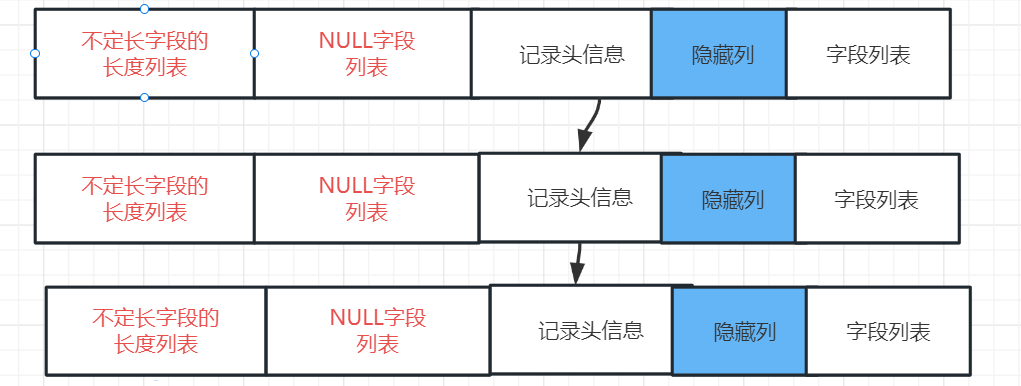 不定长字段的
长度列表
NULL字段
列表
记录头信息
隐藏列
字段列表
不定长字段的
长度列表
NULL字段
列表
记录头信息
隐藏列
字段列表
不定长字段的
长度列表
NULL字段
列表
记录头信息
隐藏列
字段列表